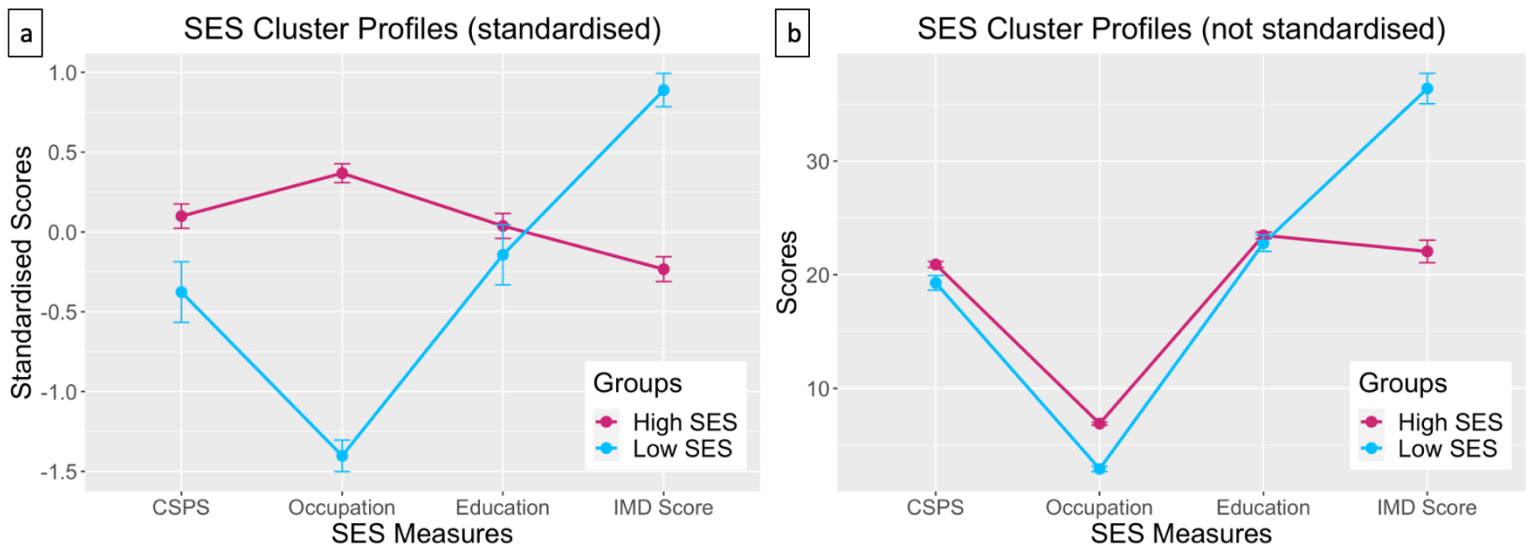 a
SES Cluster Profiles (standardised)
Standardised Scores
1.0
0.5
0.0
-0.5
-1.0
-1.5
Groups
High SES
Low SES
CSPS Occupation Education IMD Score
SES Measures
b
SES Cluster Profiles (not standardised)
Scores
30
20
10
Groups
High SES
Low SES
CSPS Occupation Education IMD Score
SES Measures